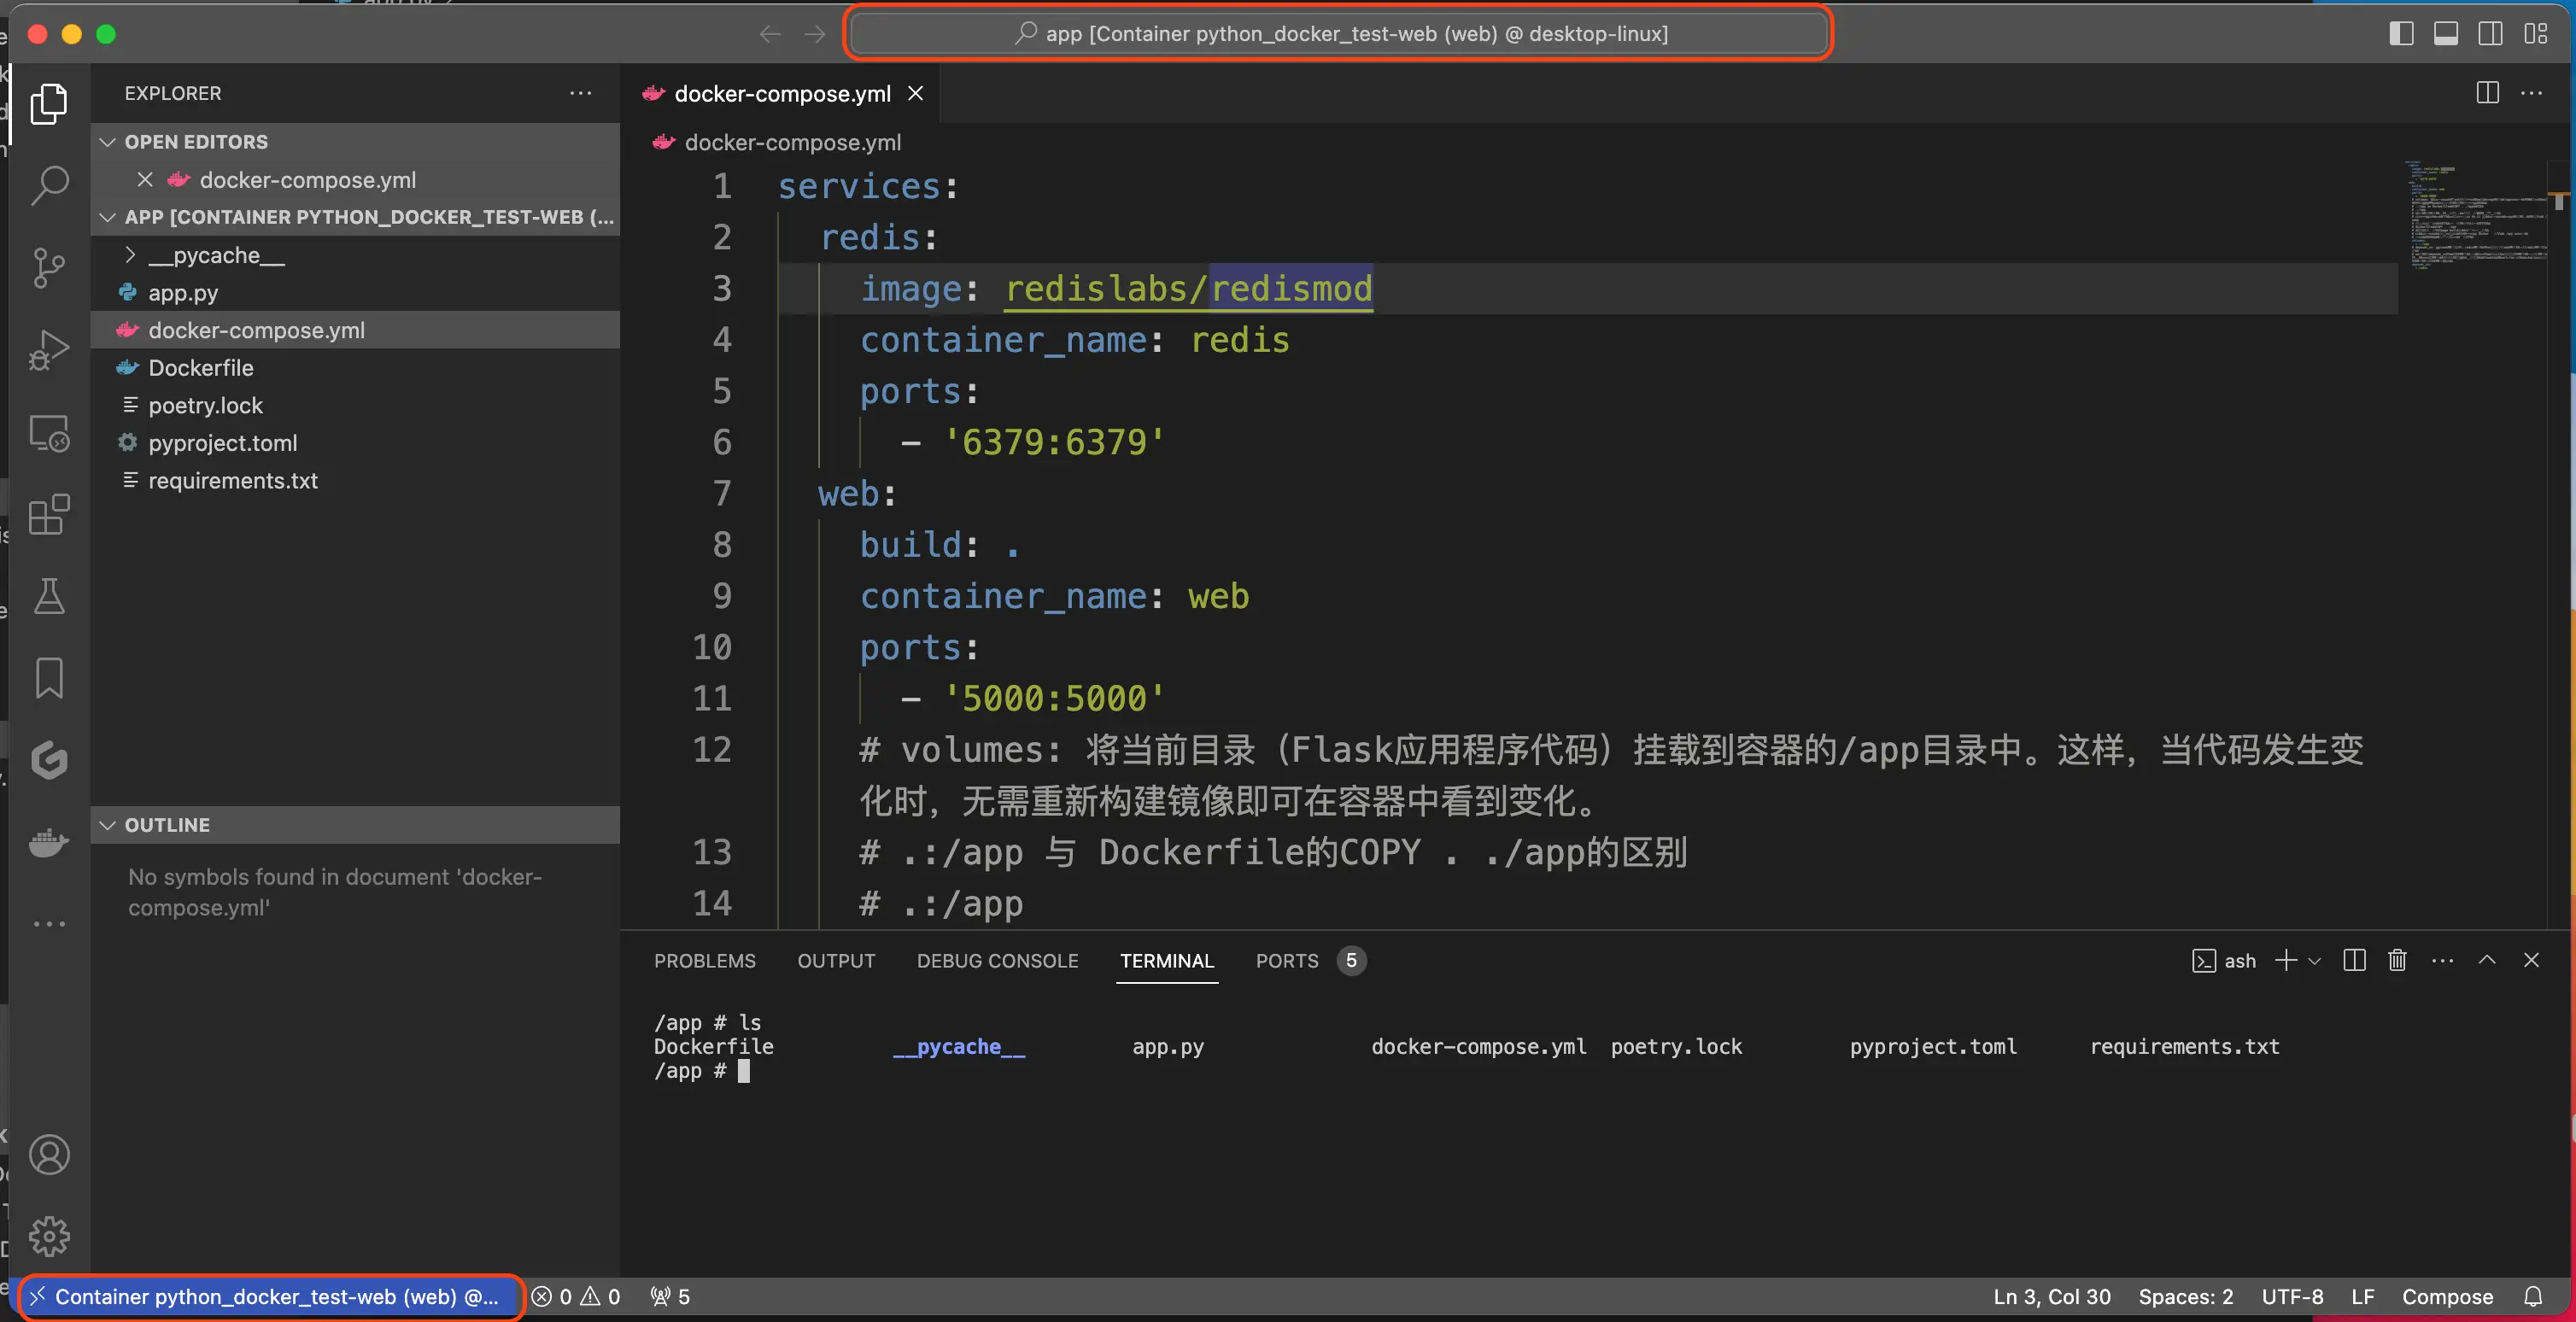 app [Container python_docker_test-web (web) @ desktop-linux]
EXPLORER
OPEN EDITORS
docker-compose.yml
APP [CONTAINER PYTHON_DOCKER_TEST-WEB (...
__pycache__
app.py
docker-compose.yml
Dockerfile
poetry.lock
pyproject.toml
requirements.txt
OUTLINE
No symbols found in document 'docker-
compose.yml'
docker-compose.yml
docker-compose.yml
1 services:
2 redis:
3 image: redislabs/redismod
4 container_name: redis
5 ports:
6 - '6379:6379'
7 web:
8 build: .
9 container_name: web
10 ports:
11 - '5000:5000'
12 # volumes: 将当前目录（Flask应用程序代码）挂载到容器的/app目录中。这样，当代码发生变
化时，无需重新构建镜像即可在容器中看到变化。
13 # .:/app 与 Dockerfile的COPY . ./app的区别
14 # .:/app
PROBLEMS OUTPUT DEBUG CONSOLE TERMINAL PORTS 5
ash
/app # ls
Dockerfile __pycache__ app.py docker-compose.yml poetry.lock pyproject.toml requirements.txt
/app #
Container python_docker_test-web (web) @... 0 0 5
Ln 3, Col 30 Spaces: 2 UTF-8 LF Compose